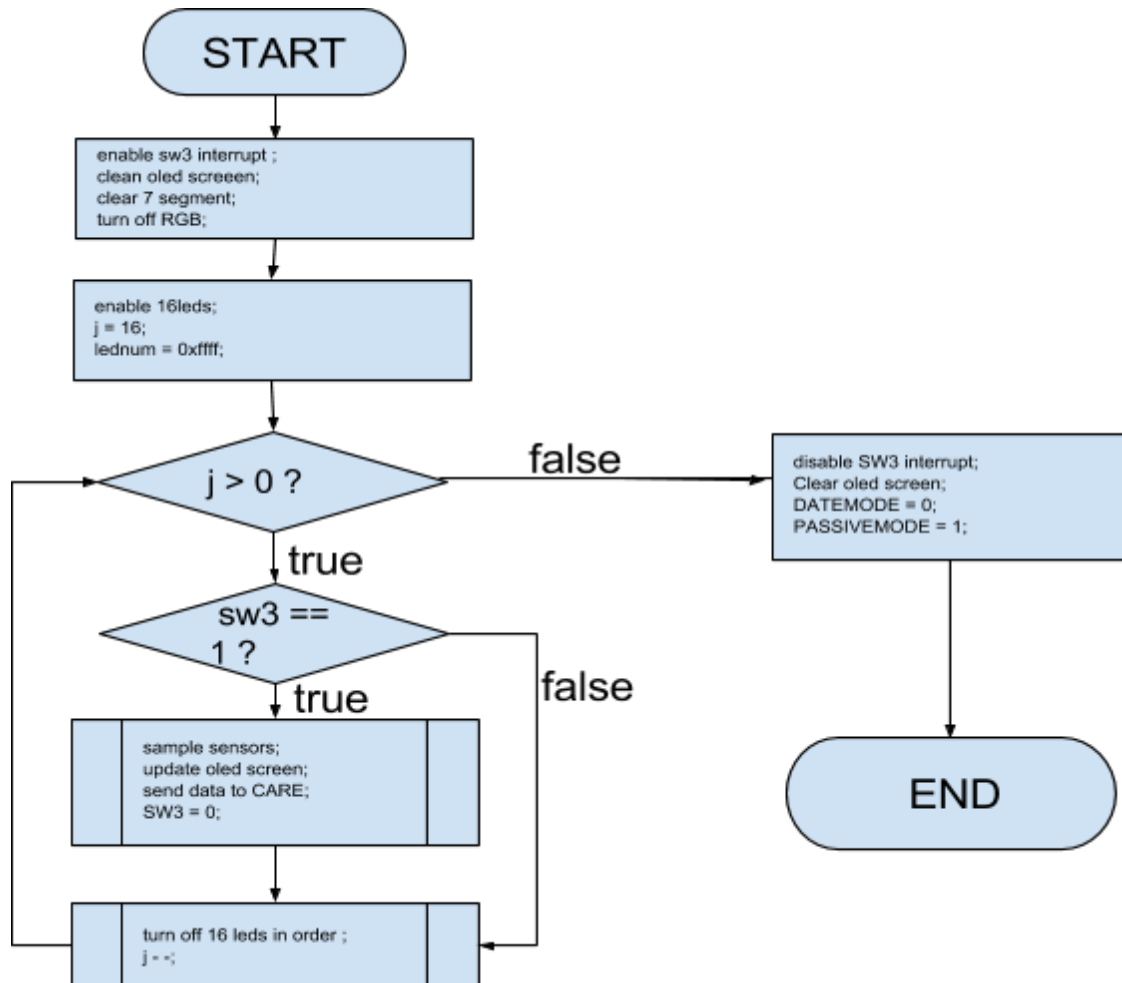 START
enable sw3 interrupt ;
clean oled screeen;
clear 7 segment;
turn off RGB;
enable 16leds;
j = 16;
lednum = 0xffff;
j > 0 ?
false
disable SW3 interrupt;
Clear oled screen;
DATEMODE = 0;
PASSIVEMODE = 1;
true
sw3 ==
1 ?
true
false
sample sensors;
update oled screen;
send data to CARE;
SW3 = 0;
END
turn off 16 leds in order ;
j - -;